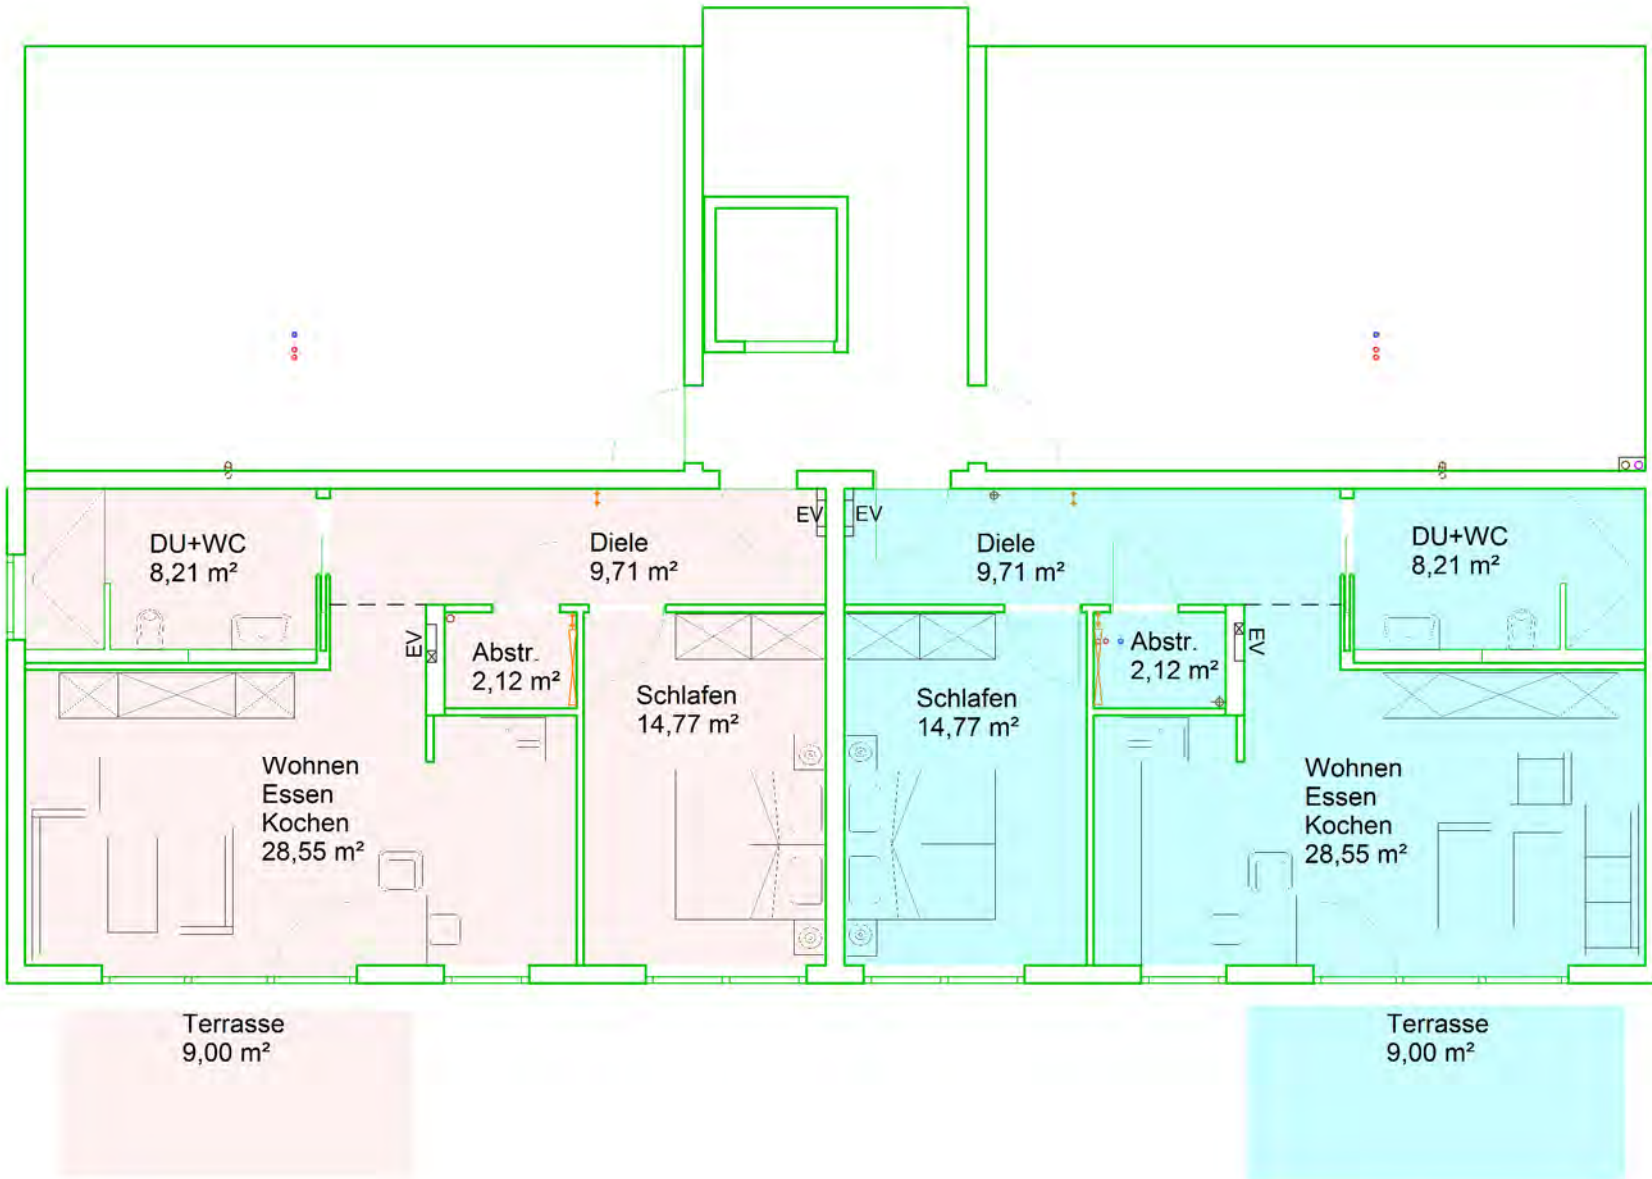 DU+WC
8,21 m²
Diele
9,71 m²
EV
EV
Diele
9,71 m²
DU+WC
8,21 m²
EV
Abstr.
2,12 m²
Schlafen
14,77 m²
Schlafen
14,77 m²
Abstr.
2,12 m²
EV
Wohnen
Essen
Kochen
28,55 m²
Wohnen
Essen
Kochen
28,55 m²
Terrasse
9,00 m²
Terrasse
9,00 m²